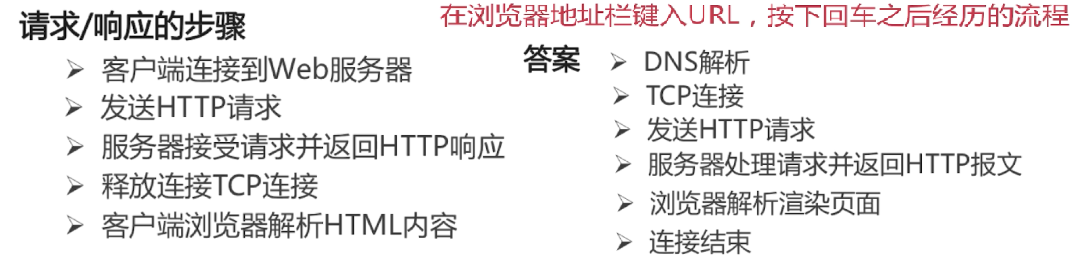 请求/响应的步骤
➢ 客户端连接到Web服务器
➢ 发送HTTP请求
➢ 服务器接受请求并返回HTTP响应
➢ 释放连接TCP连接
➢ 客户端浏览器解析HTML内容
在浏览器地址栏键入URL，按下回车之后经历的流程
答案
➢ DNS解析
➢ TCP连接
➢ 发送HTTP请求
➢ 服务器处理请求并返回HTTP报文
➢ 浏览器解析渲染页面
➢ 连接结束